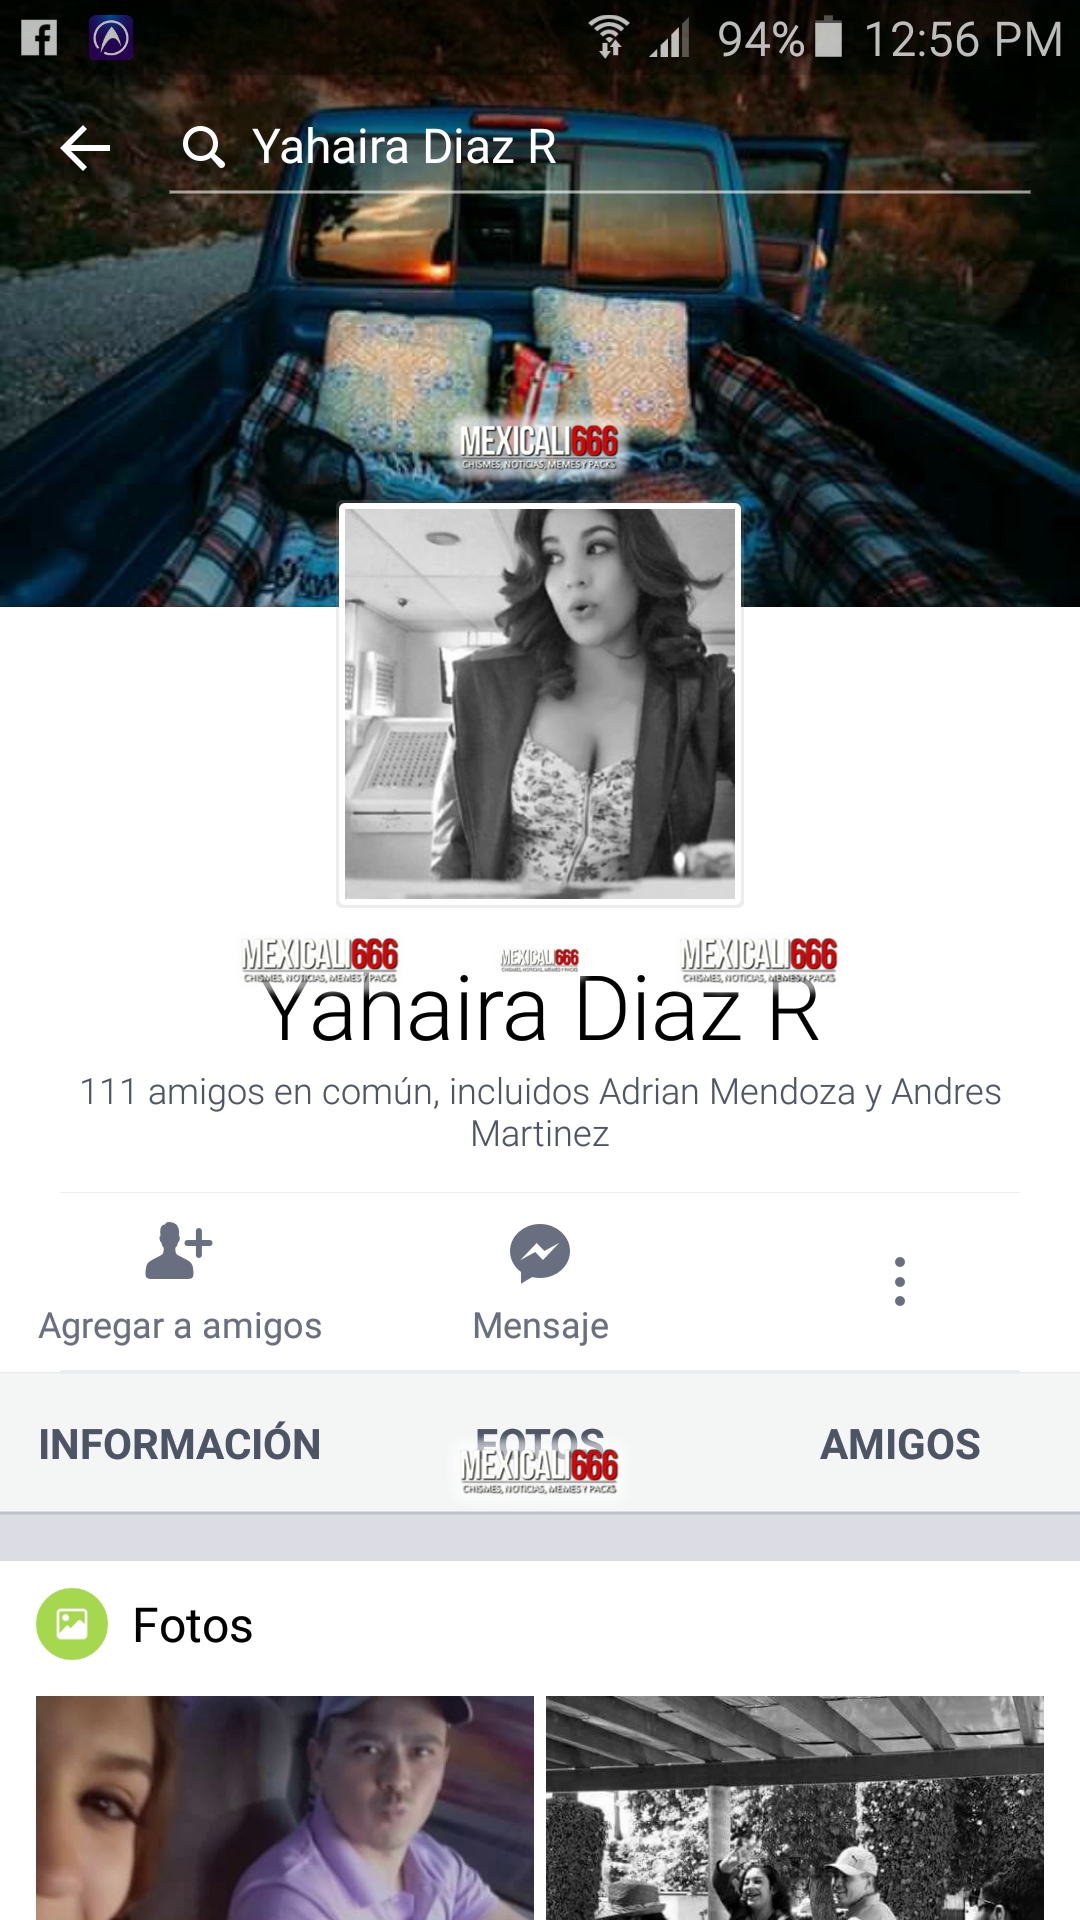 94% 12:56 PM
Yahaira Diaz R
MEXICALI666
CHISMES, NOTICIAS, MEMES Y PACKS
MEXICALI666 MEXICALI666 MEXICALI666
CHISMES, NOTICIAS, MEMES Y PACKS CHISMES, NOTICIAS, MEMES Y PACKS CHISMES, NOTICIAS, MEMES Y PACKS
Yahaira Diaz R
111 amigos en común, incluidos Adrian Mendoza y Andres
Martinez
Agregar a amigos Mensaje
INFORMACIÓN FOTOS AMIGOS
MEXICALI666
CHISMES, NOTICIAS, MEMES Y PACKS
Fotos